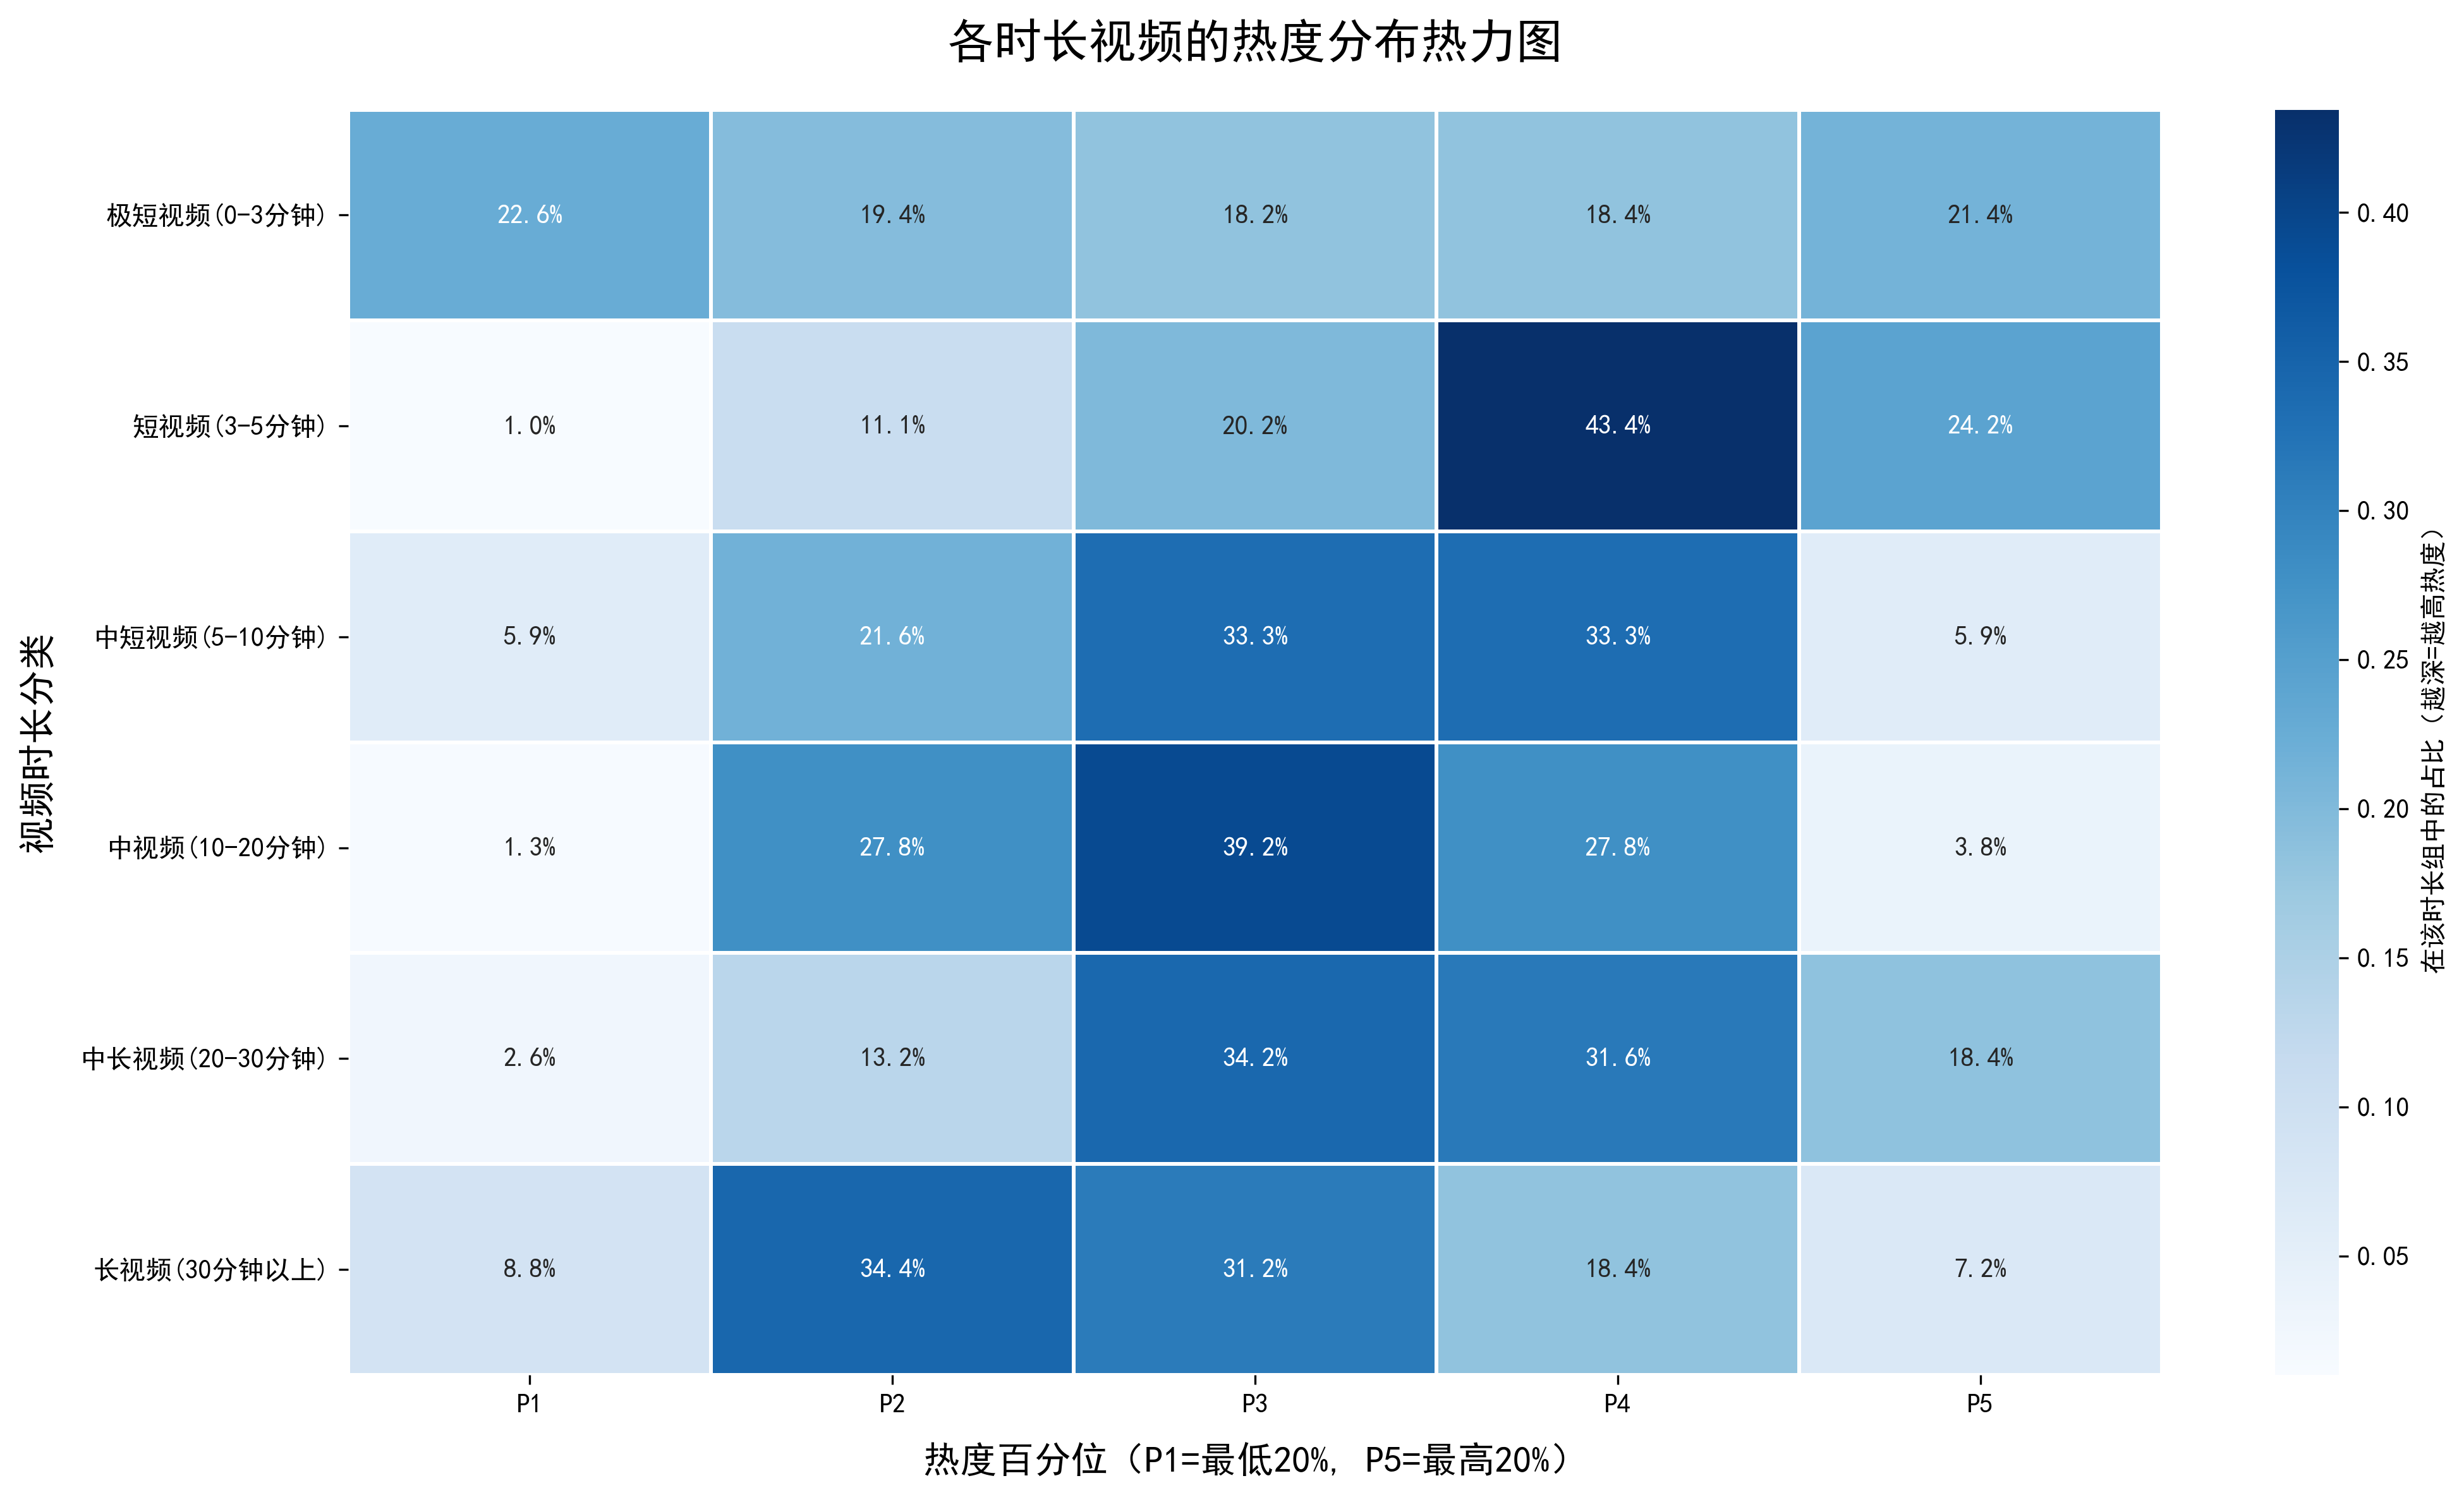 各时长视频的热度分布热力图
极短视频(0-3分钟) 22.6% 19.4% 18.2% 18.4% 21.4%
短视频(3-5分钟) 1.0% 11.1% 20.2% 43.4% 24.2%
中短视频(5-10分钟) 5.9% 21.6% 33.3% 33.3% 5.9%
中视频(10-20分钟) 1.3% 27.8% 39.2% 27.8% 3.8%
中长视频(20-30分钟) 2.6% 13.2% 34.2% 31.6% 18.4%
长视频(30分钟以上) 8.8% 34.4% 31.2% 18.4% 7.2%
P1 P2 P3 P4 P5
热度百分位（P1=最低20%, P5=最高20%）
视频时长分类
0.40
0.35
0.30
0.25
0.20
0.15
0.10
0.05
在该时长组中的占比（越深=越高热度）